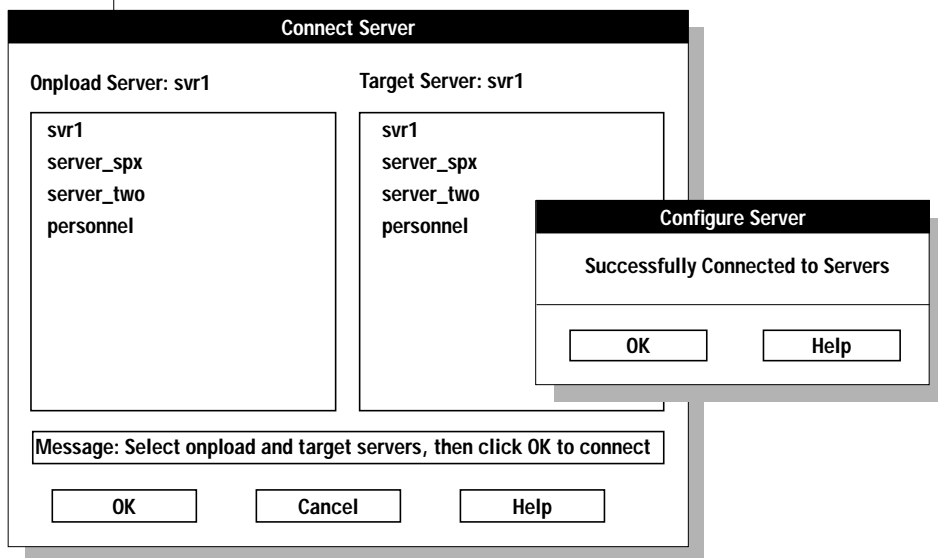 Connect Server
Onpload Server: svr1
svr1
server_spx
server_two
personnel
Target Server: svr1
svr1
server_spx
server_two
personnel
Message: Select onpload and target servers, then click OK to connect
OK
Cancel
Help
Configure Server
Successfully Connected to Servers
OK
Help